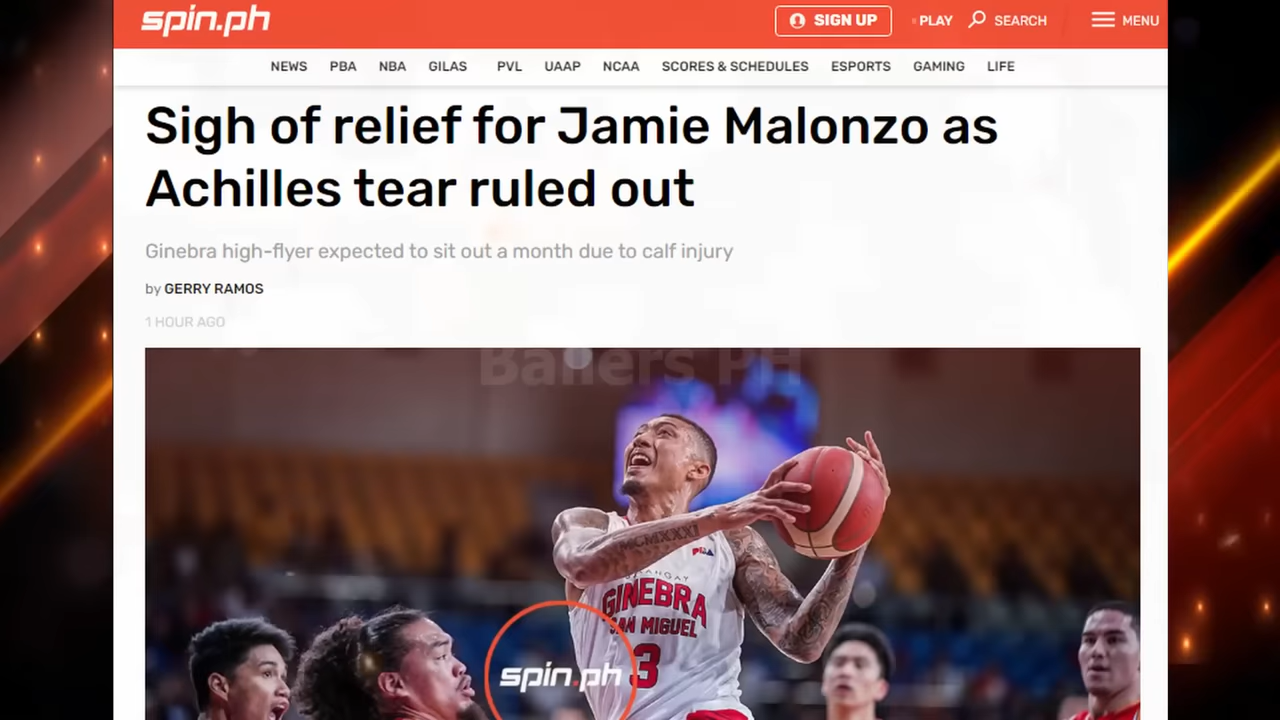 spin.ph
SIGN UP
PLAY
SEARCH
MENU
NEWS PBA NBA GILAS PVL UAAP NCAA SCORES & SCHEDULES ESPORTS GAMING LIFE
Sigh of relief for Jamie Malonzo as
Achilles tear ruled out
Ginebra high-flyer expected to sit out a month due to calf injury
by GERRY RAMOS
1 HOUR AGO
Ballers PH
MCMXXXI
PBA
GINEBRA
SAN MIGUEL
3
spin.ph